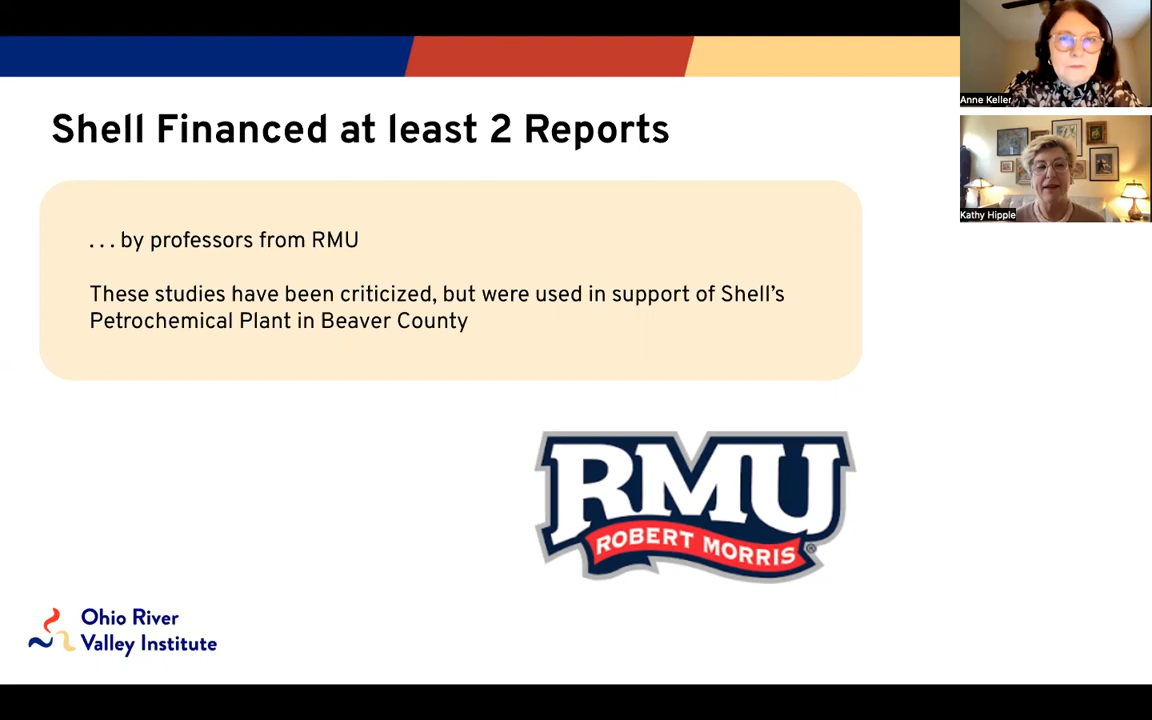 Shell Financed at least 2 Reports
. . . by professors from RMU
These studies have been criticized, but were used in support of Shell’s
Petrochemical Plant in Beaver County
RMU
ROBERT MORRIS
®
Ohio River
Valley Institute
Anne Keller
Kathy Hipple